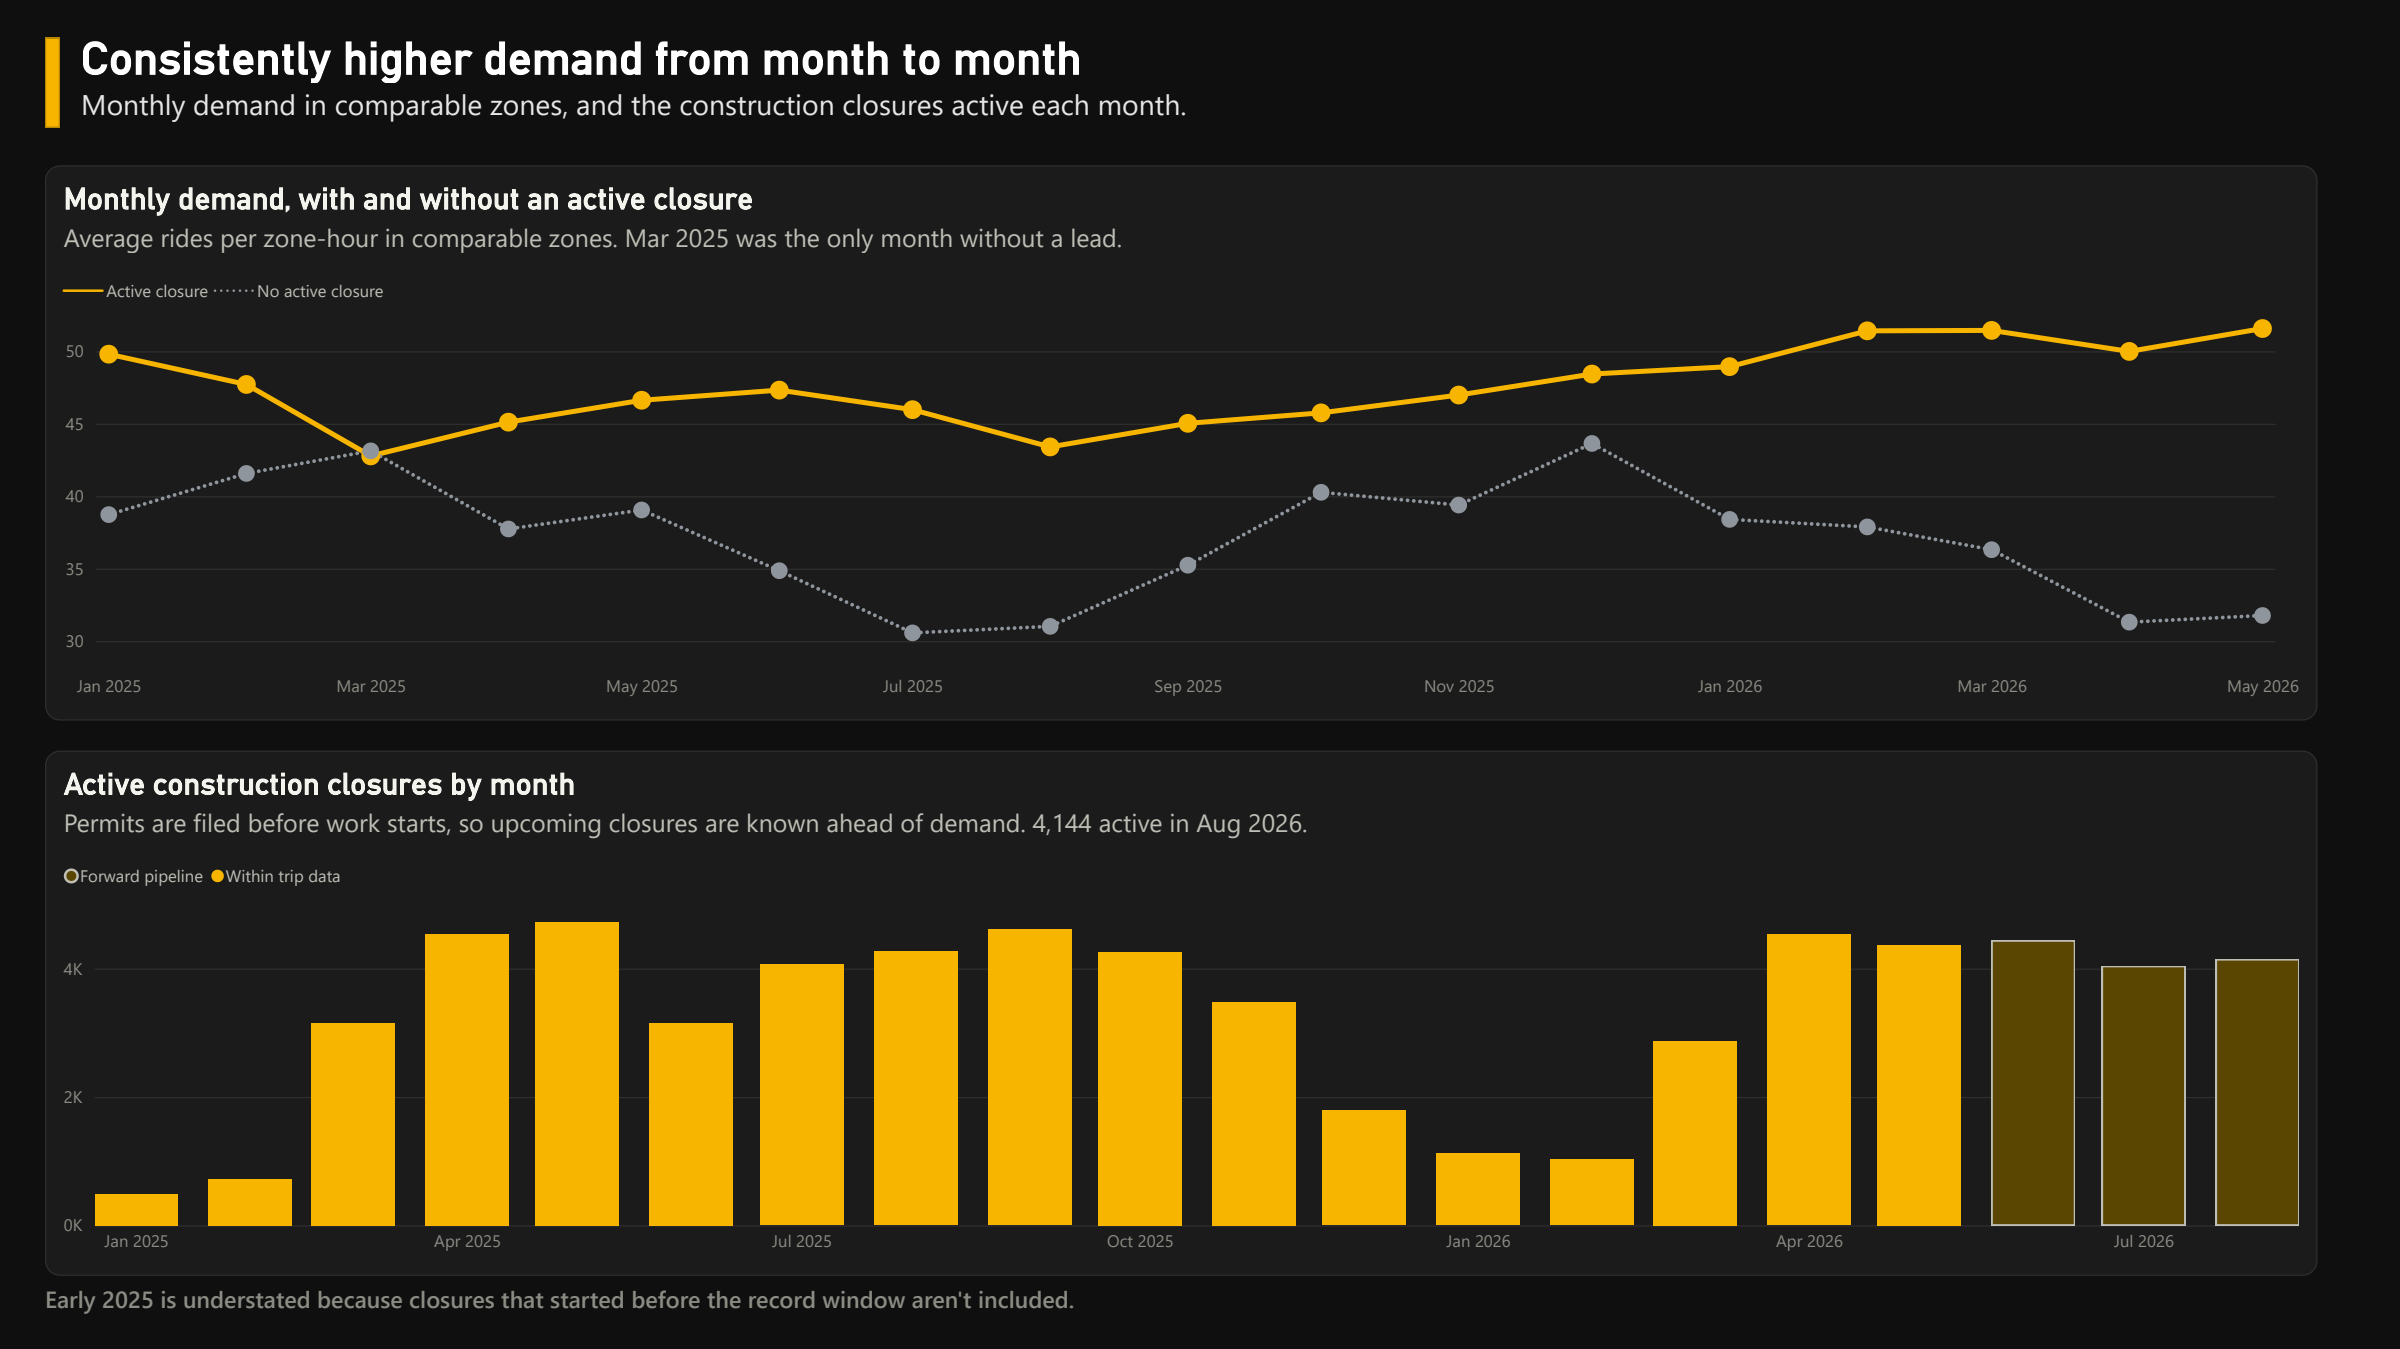 Consistently higher demand from month to month
Monthly demand in comparable zones, and the construction closures active each month.
Monthly demand, with and without an active closure
Average rides per zone-hour in comparable zones. Mar 2025 was the only month without a lead.
Active closure No active closure
50
45
40
35
30
Jan 2025 Mar 2025 May 2025 Jul 2025 Sep 2025 Nov 2025 Jan 2026 Mar 2026 May 2026
Active construction closures by month
Permits are filed before work starts, so upcoming closures are known ahead of demand. 4,144 active in Aug 2026.
Forward pipeline Within trip data
4K
2K
0K
Jan 2025 Apr 2025 Jul 2025 Oct 2025 Jan 2026 Apr 2026 Jul 2026
Early 2025 is understated because closures that started before the record window aren't included.